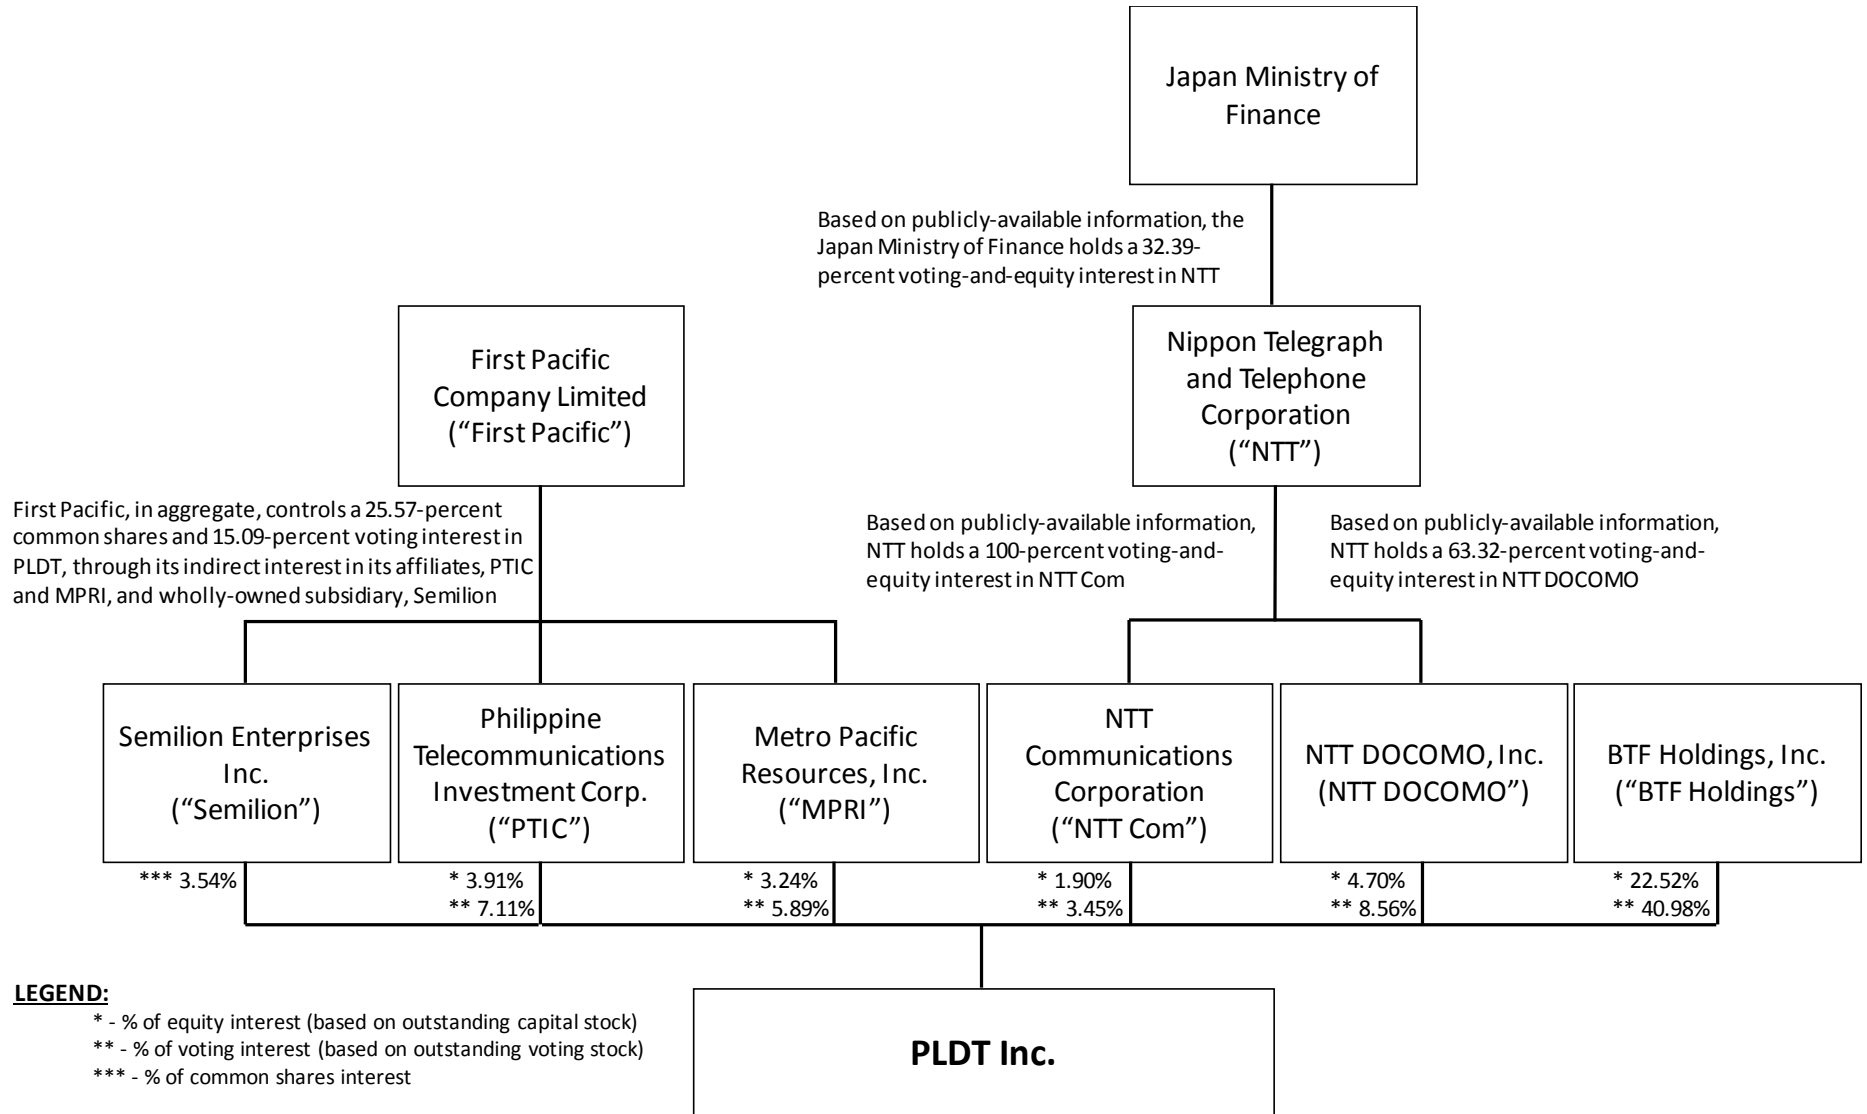 Japan Ministry of
Finance
Based on publicly-available information, the
Japan Ministry of Finance holds a 32.39-
percent voting-and-equity interest in NTT
First Pacific
Company Limited
(“First Pacific”)
Nippon Telegraph
and Telephone
Corporation
(“NTT”)
First Pacific, in aggregate, controls a 25.57-percent
common shares and 15.09-percent voting interest in
PLDT, through its indirect interest in its affiliates, PTIC
and MPRI, and wholly-owned subsidiary, Semilion
Based on publicly-available information,
NTT holds a 100-percent voting-and-
equity interest in NTT Com
Based on publicly-available information,
NTT holds a 63.32-percent voting-and-
equity interest in NTT DOCOMO
Semilion Enterprises
Inc.
(“Semilion”)
Philippine
Telecommunications
Investment Corp.
(“PTIC”)
Metro Pacific
Resources, Inc.
(“MPRI”)
NTT
Communications
Corporation
(“NTT Com”)
NTT DOCOMO, Inc.
(NTT DOCOMO”)
BTF Holdings, Inc.
(“BTF Holdings”)
*** 3.54%
* 3.91%
** 7.11%
* 3.24%
** 5.89%
* 1.90%
** 3.45%
* 4.70%
** 8.56%
* 22.52%
** 40.98%
LEGEND:
* - % of equity interest (based on outstanding capital stock)
** - % of voting interest (based on outstanding voting stock)
*** - % of common shares interest
PLDT Inc.